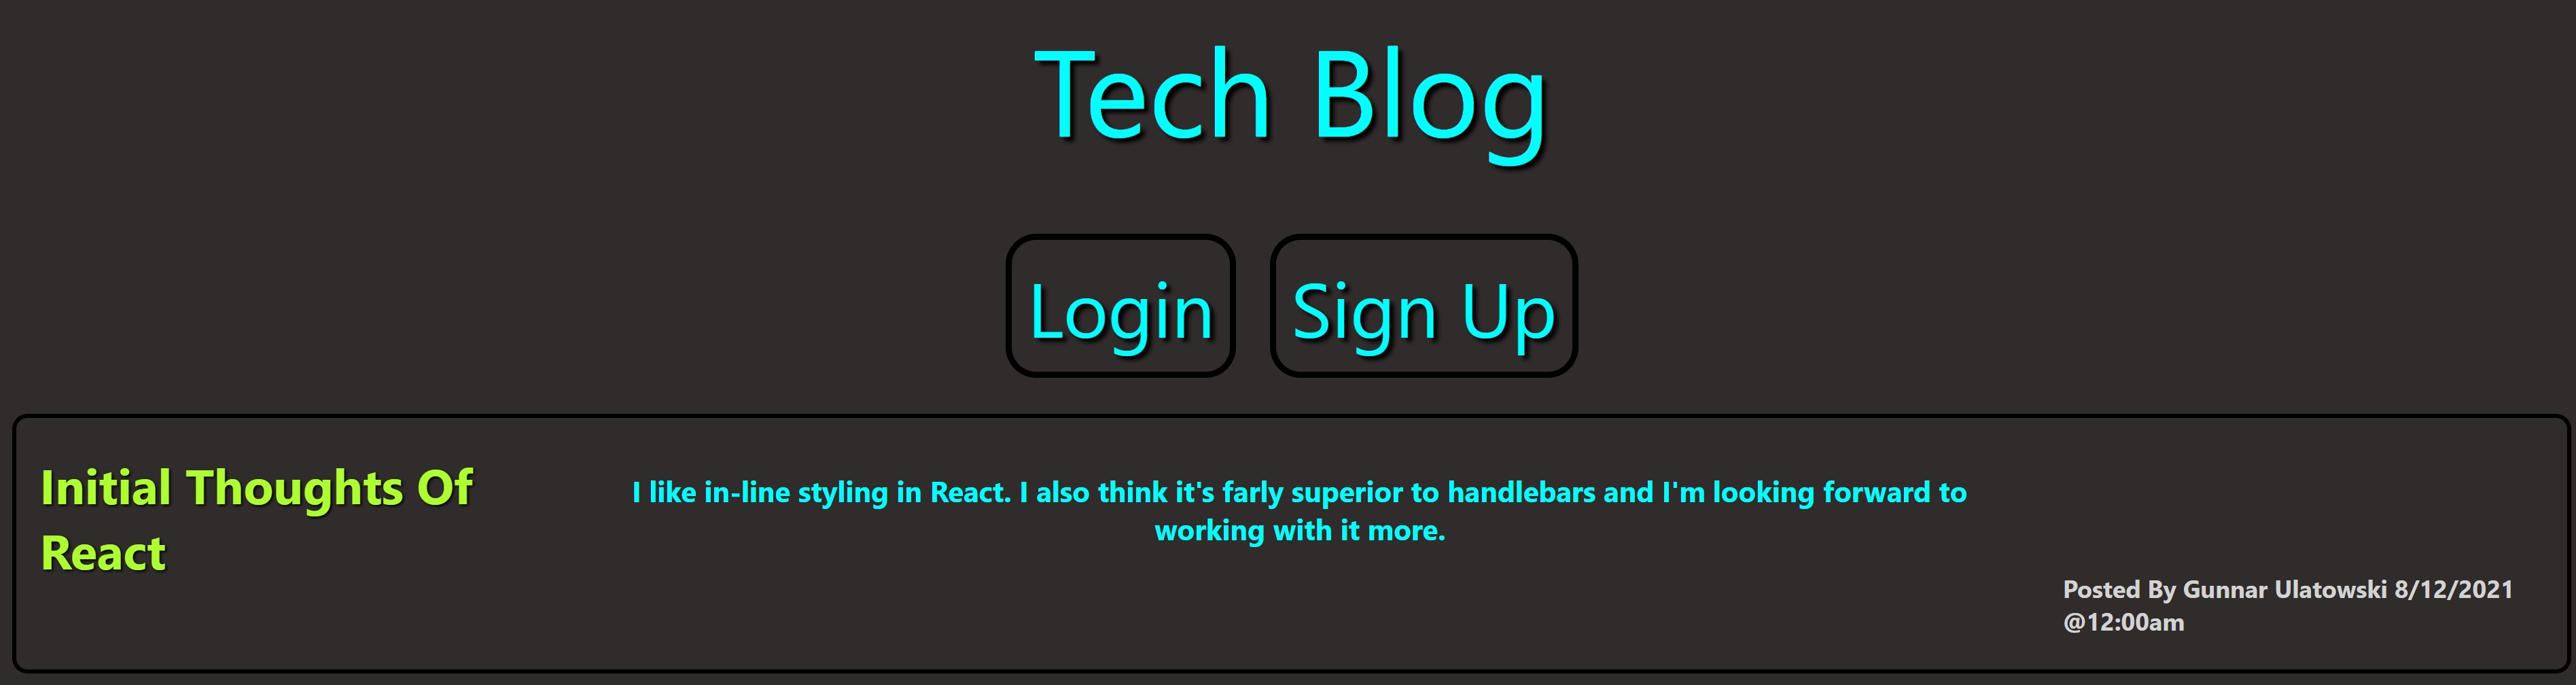 Tech Blog
Login
Sign Up
Initial Thoughts Of
React
I like in-line styling in React. I also think it's farly superior to handlebars and I'm looking forward to
working with it more.
Posted By Gunnar Ulatowski 8/12/2021
@12:00am